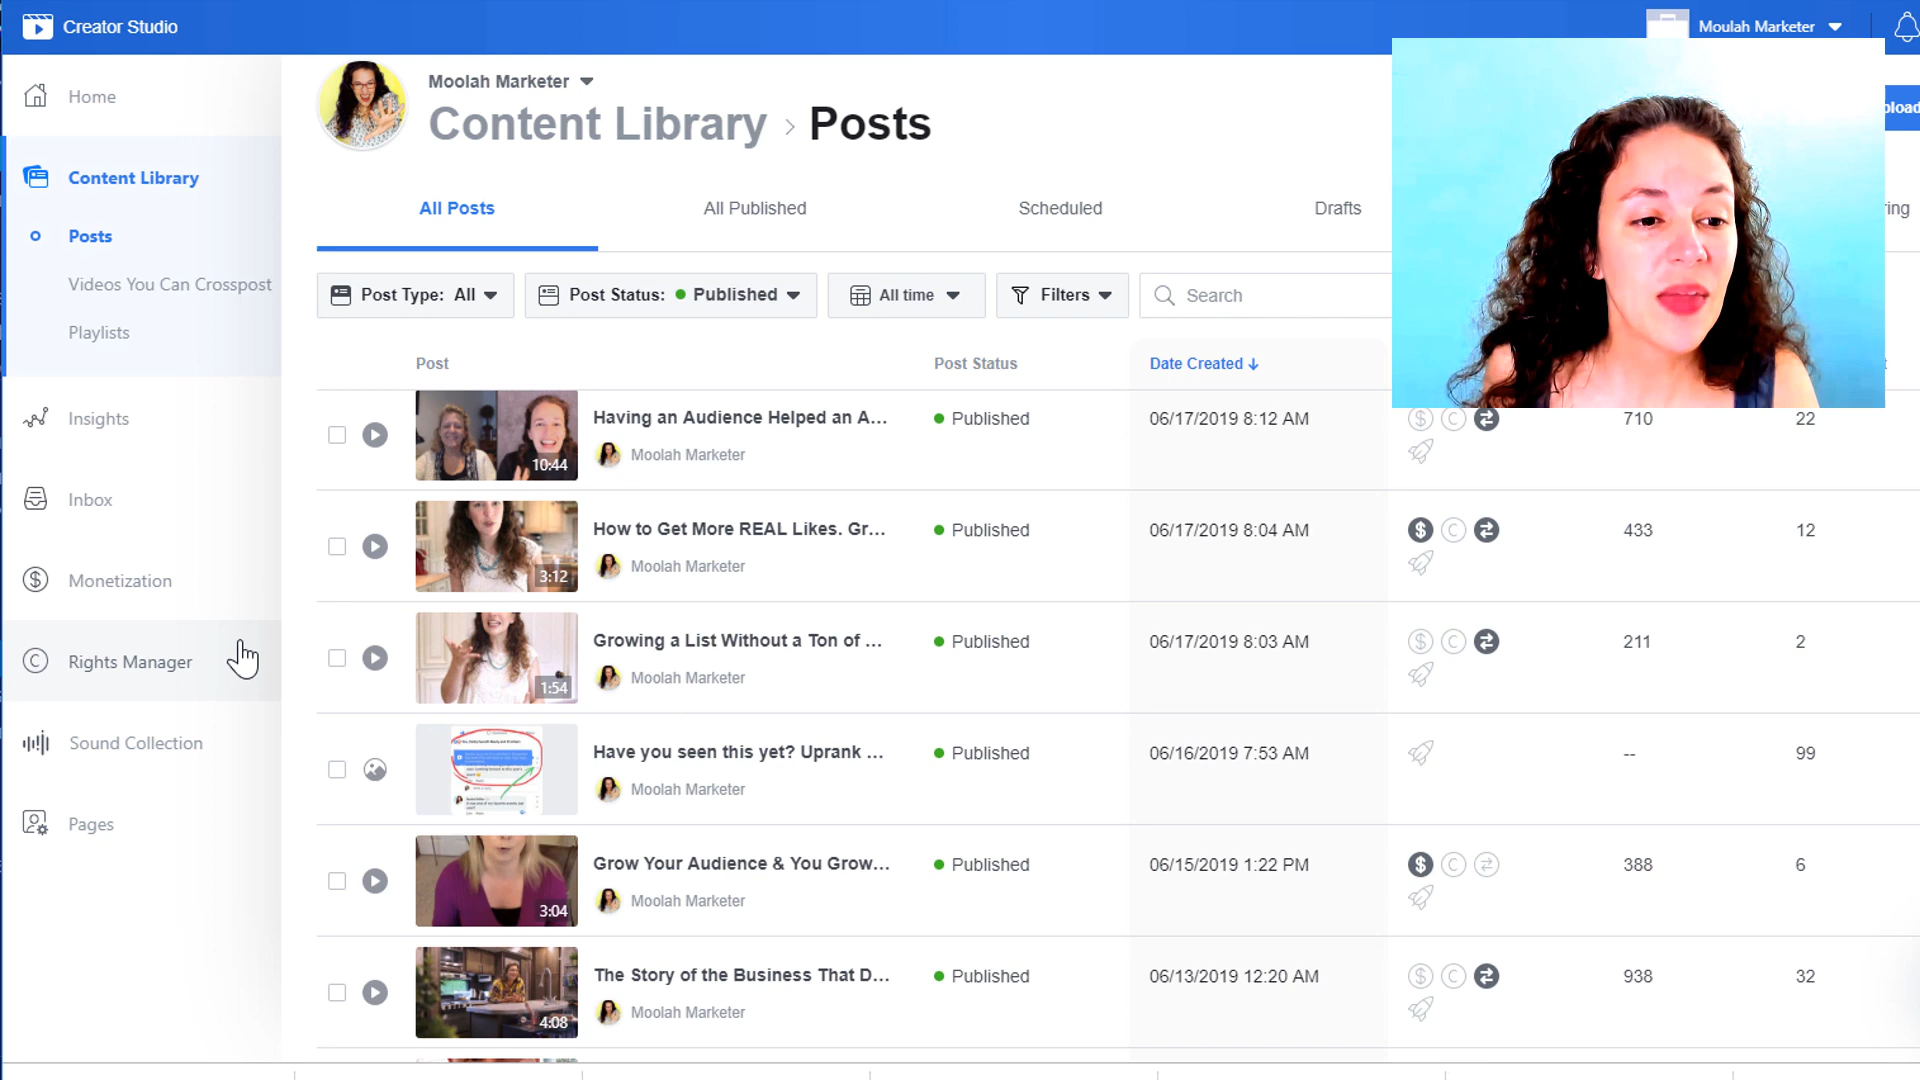 Creator Studio
Moulah Marketer
Home
Content Library
Posts
Videos You Can Crosspost
Playlists
Insights
Inbox
Monetization
Rights Manager
Sound Collection
Pages
Moolah Marketer
Content Library > Posts
All Posts All Published Scheduled Drafts
Post Type: All Post Status: Published All time Filters Search
Post Post Status Date Created
Having an Audience Helped an A... Published 06/17/2019 8:12 AM 710 22
10:44 Moolah Marketer
How to Get More REAL Likes. Gr... Published 06/17/2019 8:04 AM 433 12
3:12 Moolah Marketer
Growing a List Without a Ton of ... Published 06/17/2019 8:03 AM 211 2
1:54 Moolah Marketer
Have you seen this yet? Uprank ... Published 06/16/2019 7:53 AM -- 99
Moolah Marketer
Grow Your Audience & You Grow... Published 06/15/2019 1:22 PM 388 6
3:04 Moolah Marketer
The Story of the Business That D... Published 06/13/2019 12:20 AM 938 32
4:08 Moolah Marketer